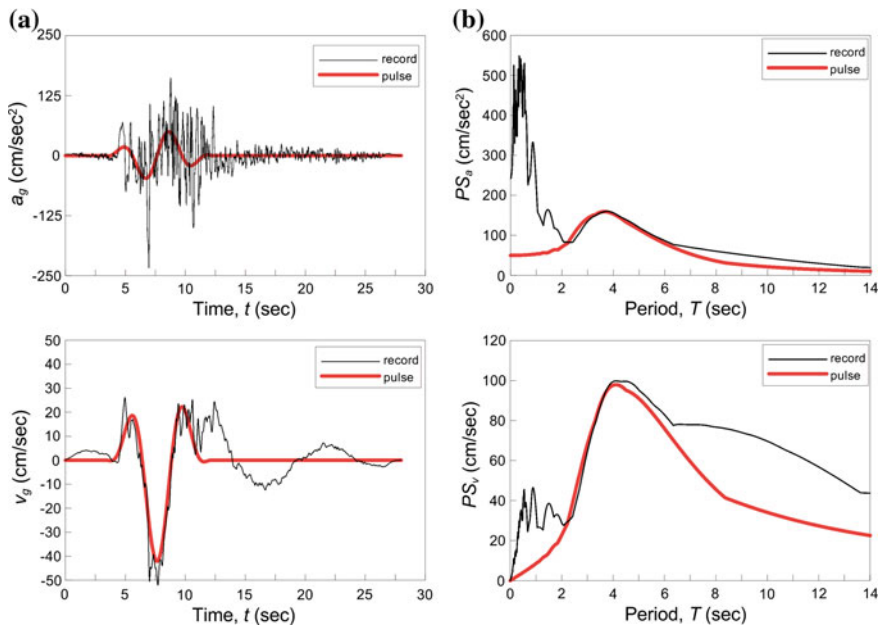 (a)
250
125
0
-125
-250
a_g (cm/sec²)
record
pulse
0 5 10 15 20 25 30
Time, t (sec)
50
40
30
20
10
0
-10
-20
-30
-40
-50
v_g (cm/sec)
record
pulse
0 5 10 15 20 25 30
Time, t (sec)
(b)
600
500
400
300
200
100
0
PS_a (cm/sec²)
record
pulse
0 2 4 6 8 10 12 14
Period, T (sec)
120
100
80
60
40
20
0
PS_v (cm/sec)
record
pulse
0 2 4 6 8 10 12 14
Period, T (sec)